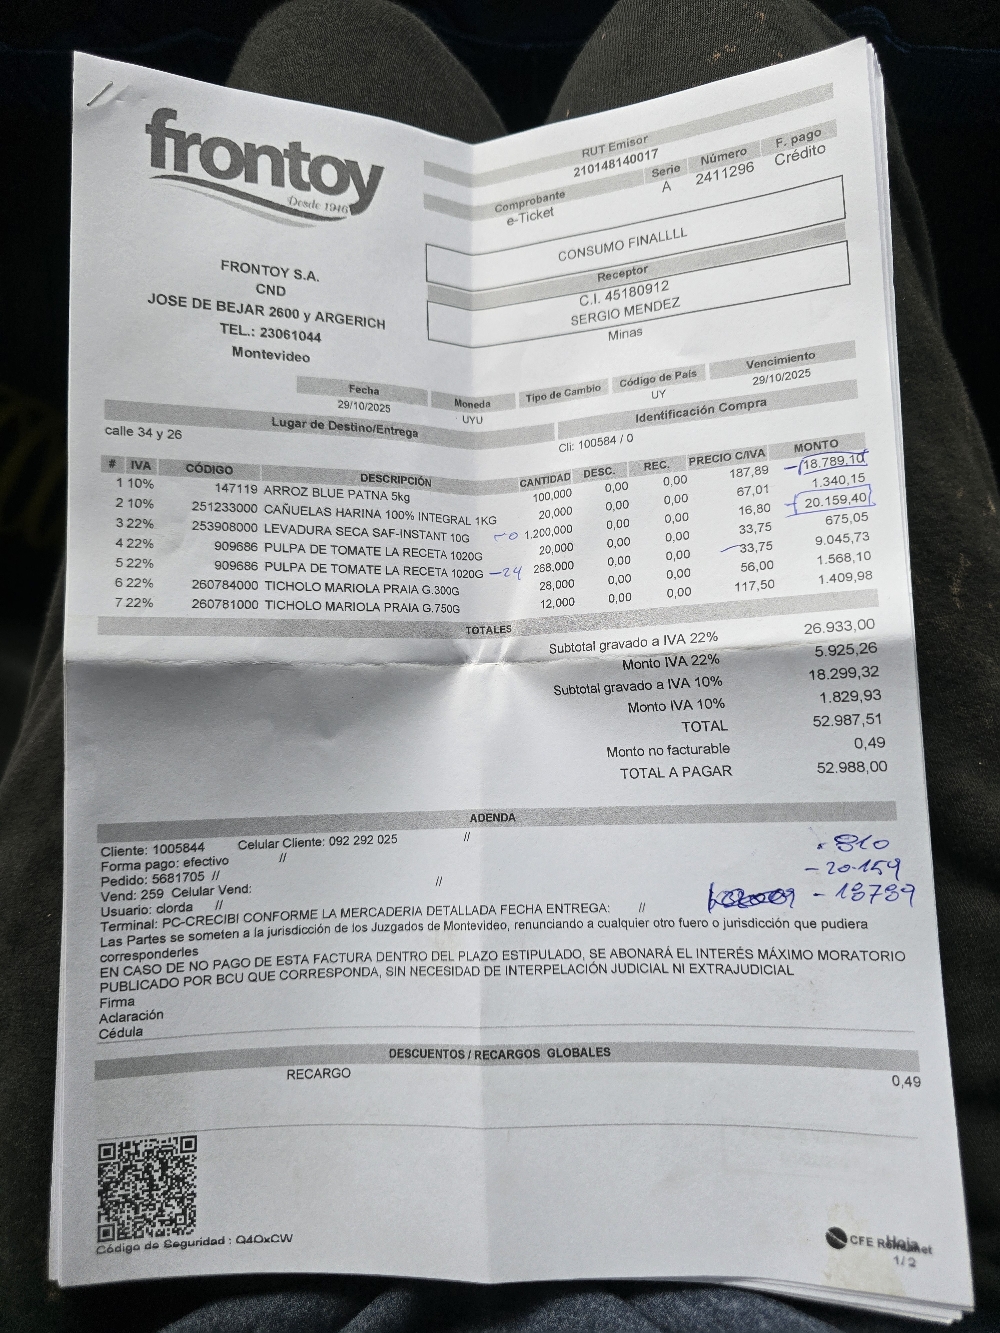 frontoy
Desde 1946
FRONTOY S.A.
CND
JOSE DE BEJAR 2600 y ARGERICH
TEL.: 23061044
Montevideo
RUT Emisor
210148140017
Comprobante Serie Número F. pago
e-Ticket A 2411296 Crédito
CONSUMO FINALLLL
Receptor
C.I. 45180912
SERGIO MENDEZ
Minas
Fecha Moneda Tipo de Cambio Código de País Vencimiento
29/10/2025 UYU UY 29/10/2025
Lugar de Destino/Entrega Identificación Compra
calle 34 y 26 Cli: 100584 / 0
# IVA CÓDIGO DESCRIPCIÓN CANTIDAD DESC. REC. PRECIO C/IVA MONTO
1 10% 147119 ARROZ BLUE PATNA 5kg 100,000 0,00 0,00 187,89 18.789,10
2 10% 251233000 CAÑUELAS HARINA 100% INTEGRAL 1KG 20,000 0,00 0,00 67,01 1.340,15
3 22% 253908000 LEVADURA SECA SAF-INSTANT 10G 1.200,000 0,00 0,00 16,80 20.159,40
4 22% 909686 PULPA DE TOMATE LA RECETA 1020G 20,000 0,00 0,00 33,75 675,05
5 22% 909686 PULPA DE TOMATE LA RECETA 1020G -24 268,000 0,00 0,00 33,75 9.045,73
6 22% 260784000 TICHOLO MARIOLA PRAIA G.300G 28,000 0,00 0,00 56,00 1.568,10
7 22% 260781000 TICHOLO MARIOLA PRAIA G.750G 12,000 0,00 0,00 117,50 1.409,98
TOTALES
Subtotal gravado a IVA 22% 26.933,00
Monto IVA 22% 5.925,26
Subtotal gravado a IVA 10% 18.299,32
Monto IVA 10% 1.829,93
TOTAL 52.987,51
Monto no facturable 0,49
TOTAL A PAGAR 52.988,00
ADENDA
Cliente: 1005844 Celular Cliente: 092 292 025 //
Forma pago: efectivo //
Pedido: 5681705 //
Vend: 259 Celular Vend: //
Usuario: clorda //
- 810
- 20.159
- 18789
Terminal: PC-CRECIBI CONFORME LA MERCADERIA DETALLADA FECHA ENTREGA: //
Las Partes se someten a la jurisdicción de los Juzgados de Montevideo, renunciando a cualquier otro fuero o jurisdicción que pudiera
corresponderles
EN CASO DE NO PAGO DE ESTA FACTURA DENTRO DEL PLAZO ESTIPULADO, SE ABONARÁ EL INTERÉS MÁXIMO MORATORIO
PUBLICADO POR BCU QUE CORRESPONDA, SIN NECESIDAD DE INTERPELACIÓN JUDICIAL NI EXTRAJUDICIAL
Firma
Aclaración
Cédula
DESCUENTOS / RECARGOS GLOBALES
RECARGO 0,49
Código de Seguridad : Q4OxCW
CFE
Hoja
1/2